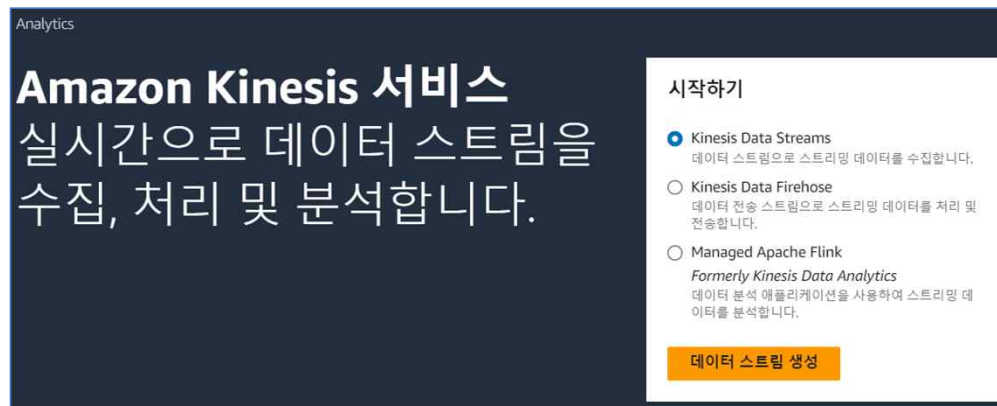 Analytics
Amazon Kinesis 서비스
실시간으로 데이터 스트림을
수집, 처리 및 분석합니다.
시작하기
Kinesis Data Streams
데이터 스트림으로 스트리밍 데이터를 수집합니다.
Kinesis Data Firehose
데이터 전송 스트림으로 스트리밍 데이터를 처리 및
전송합니다.
Managed Apache Flink
Formerly Kinesis Data Analytics
데이터 분석 애플리케이션을 사용하여 스트리밍 데
이터를 분석합니다.
데이터 스트림 생성